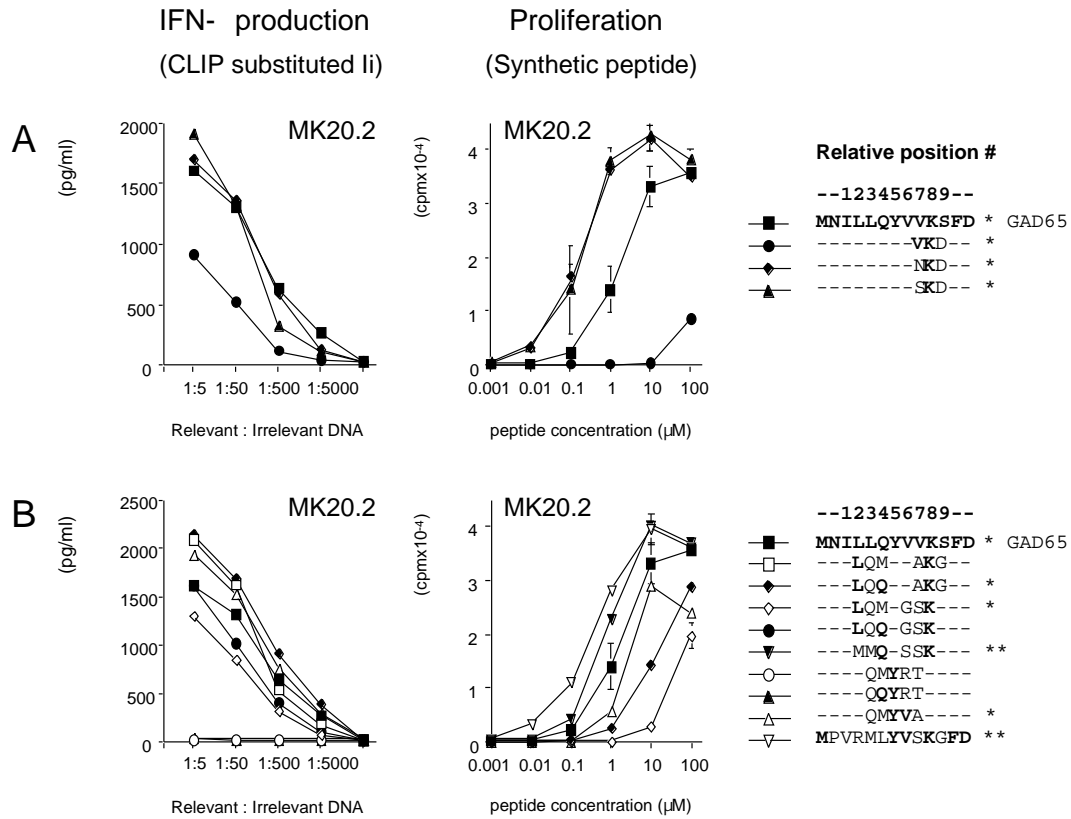 IFN- production
(CLIP substituted Ii)
Proliferation
(Synthetic peptide)
A
MK20.2
(pg/ml)
2000
1500
1000
500
0
1:5 1:50 1:500 1:5000
Relevant : Irrelevant DNA
MK20.2
(cpmx10-4)
4
3
2
1
0
0.001 0.01 0.1 1 10 100
peptide concentration (µM)
Relative position #
--123456789--
MNILLQYVVKSFD * GAD65
--------VKD-- *
--------NKD-- *
--------SKD-- *
B
MK20.2
(pg/ml)
2500
2000
1500
1000
500
0
1:5 1:50 1:500 1:5000
Relevant : Irrelevant DNA
MK20.2
(cpmx10-4)
4
3
2
1
0
0.001 0.01 0.1 1 10 100
peptide concentration (µM)
--123456789--
MNILLQYVVKSFD * GAD65
---LQM--AKG--
---LQQ--AKG-- *
---LQM-GSK--- *
---LQQ-GSK---
---MMQ-SSK--- **
----QMYRT----
----QQYRT----
----QMYVA---- *
MPVRMLYVSKGFD **